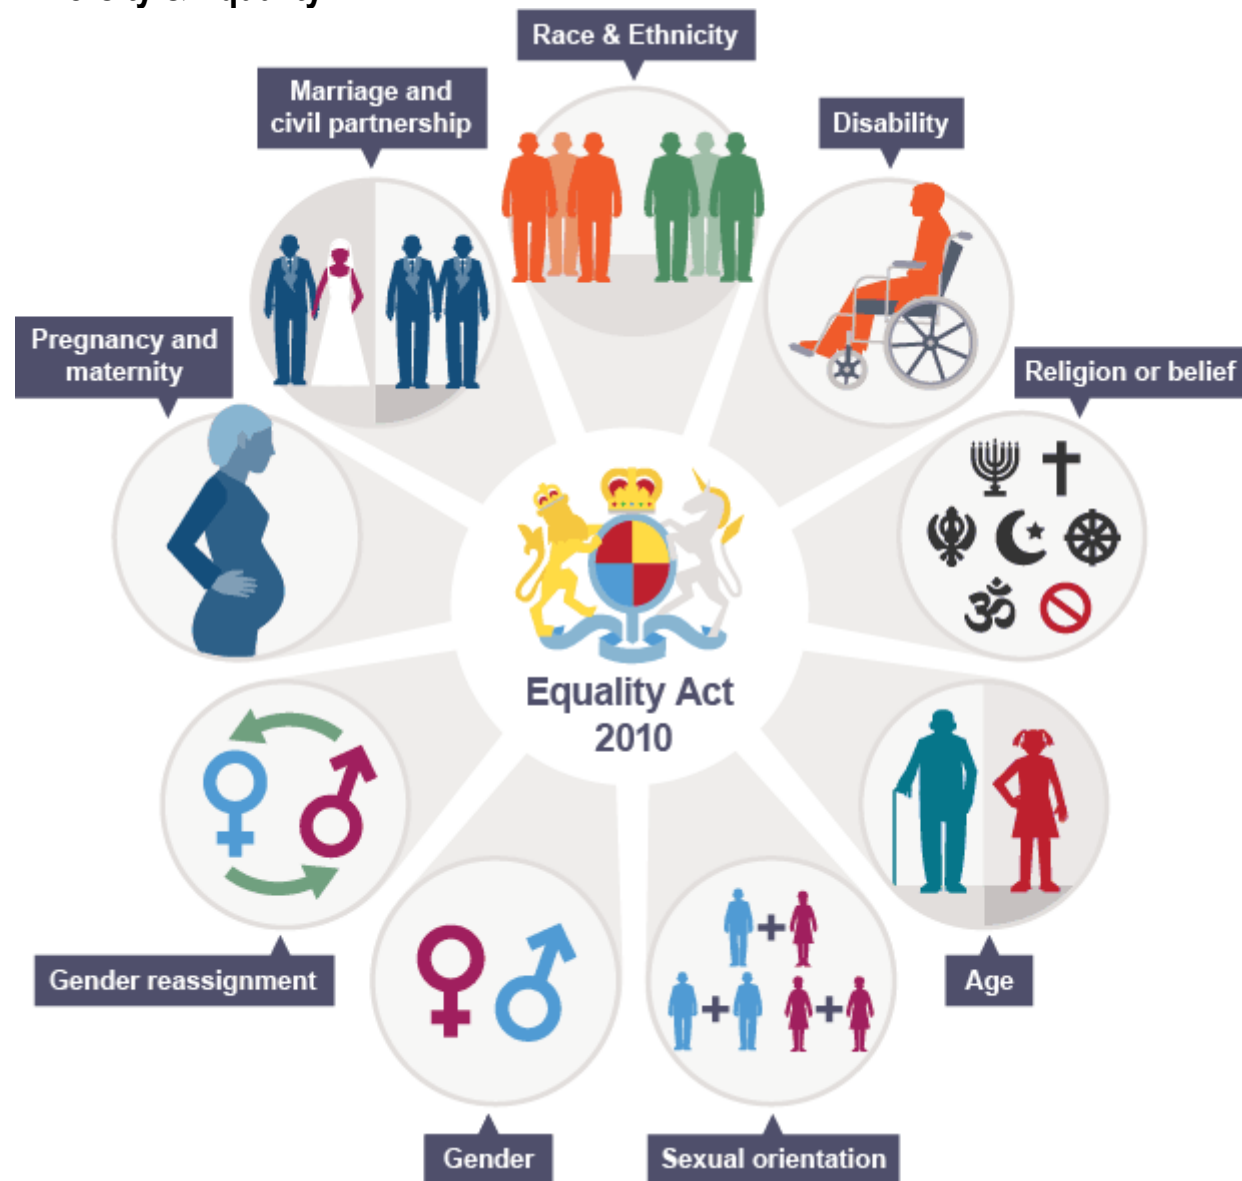 Race & Ethnicity
Marriage and
civil partnership
Disability
Pregnancy and
maternity
Religion or belief
Equality Act
2010
Gender reassignment
Age
Gender
Sexual orientation